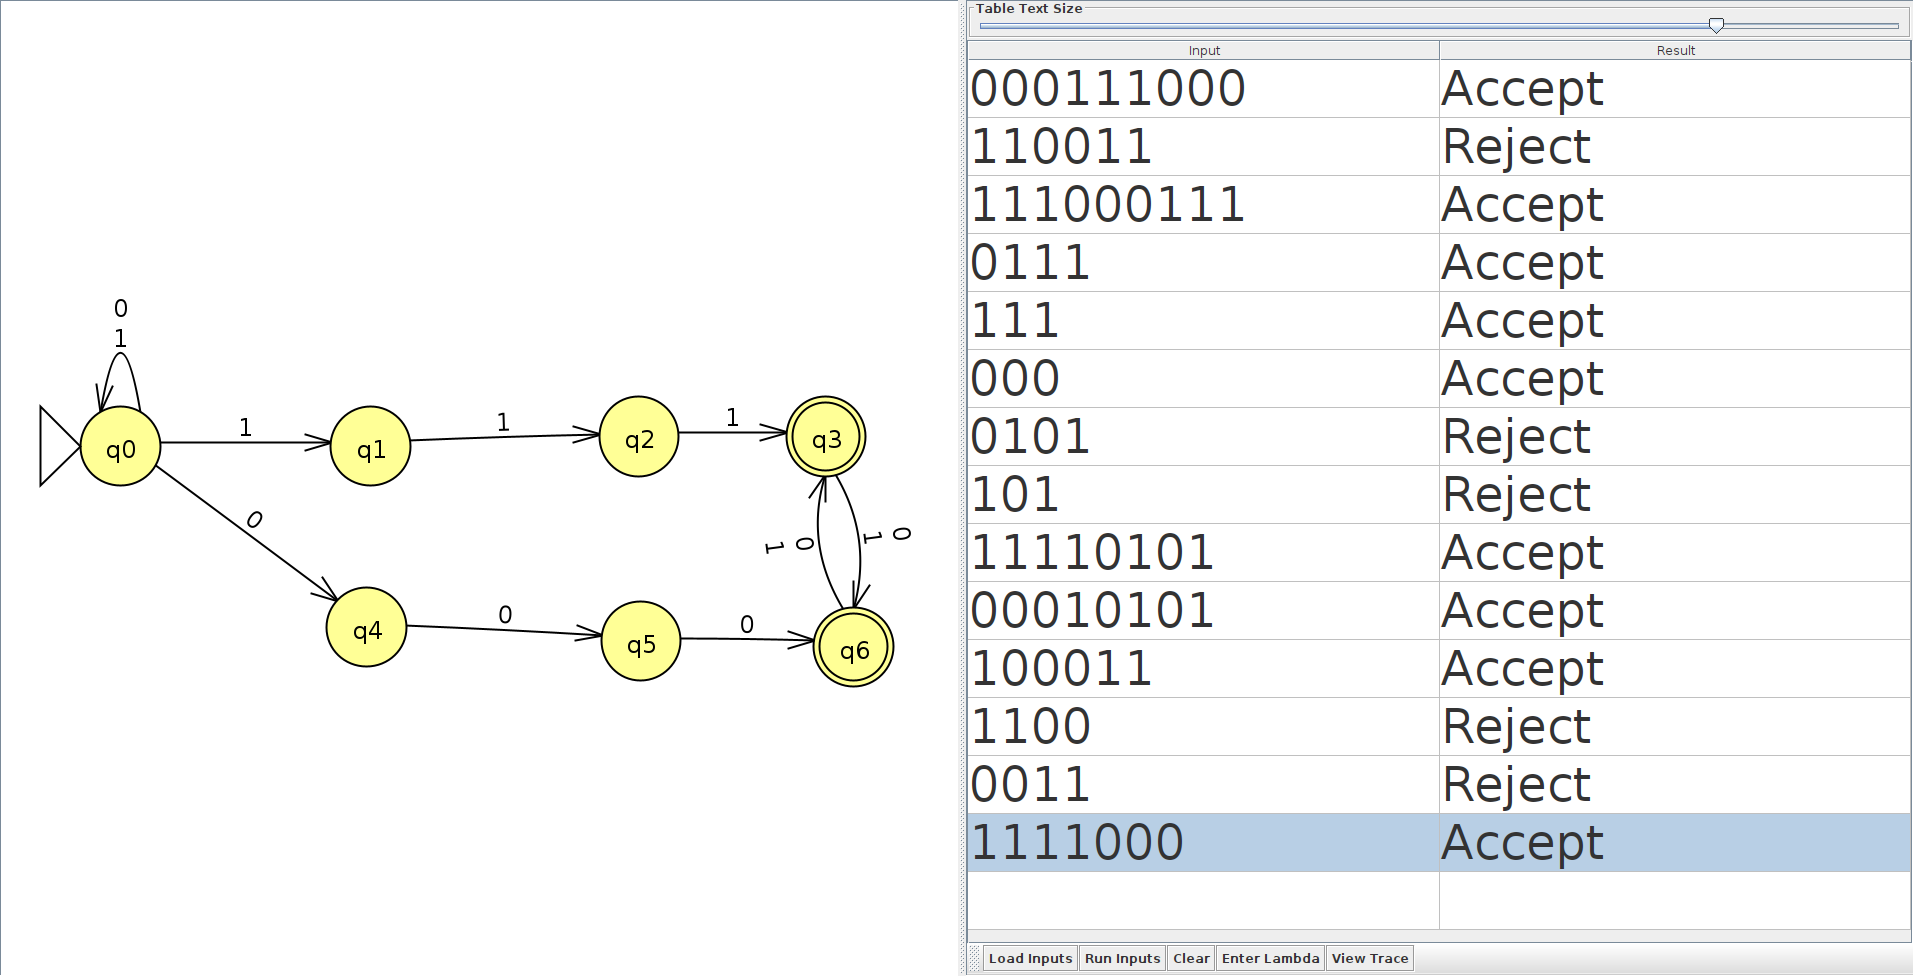 Table Text Size
Input Result
000111000 Accept
110011 Reject
111000111 Accept
0111 Accept
111 Accept
000 Accept
0101 Reject
101 Reject
11110101 Accept
00010101 Accept
100011 Accept
1100 Reject
0011 Reject
1111000 Accept
Load Inputs Run Inputs Clear Enter Lambda View Trace
0
1
q0
1
q1
1
q2
1
q3
0
q4
0
q5
0
q6
1 0
1 0